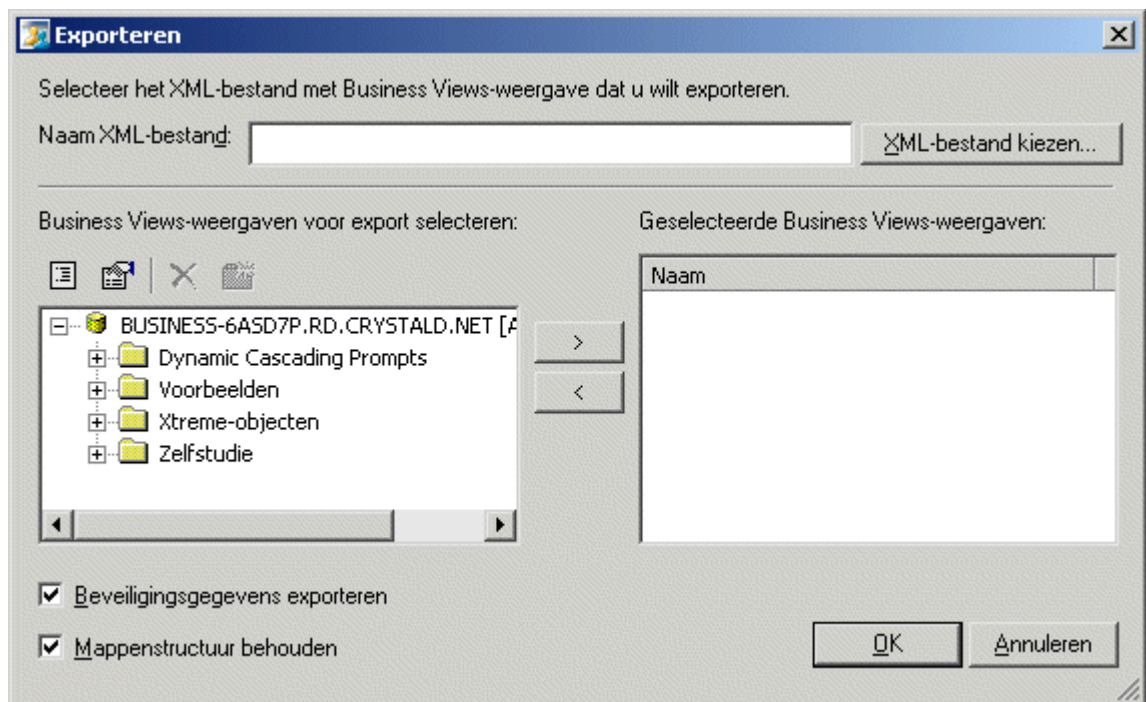 Exporteren
Selecteer het XML-bestand met Business Views-weergave dat u wilt exporteren.
Naam XML-bestand:
XML-bestand kiezen...
Business Views-weergaven voor export selecteren:
Geselecteerde Business Views-weergaven:
Naam
BUSINESS-6ASD7P.RD.CRYSTALD.NET [A
Dynamic Cascading Prompts
Voorbeelden
Xtreme-objecten
Zelfstudie
>
<
Beveiligingsgegevens exporteren
Mappenstructuur behouden
OK
Annuleren